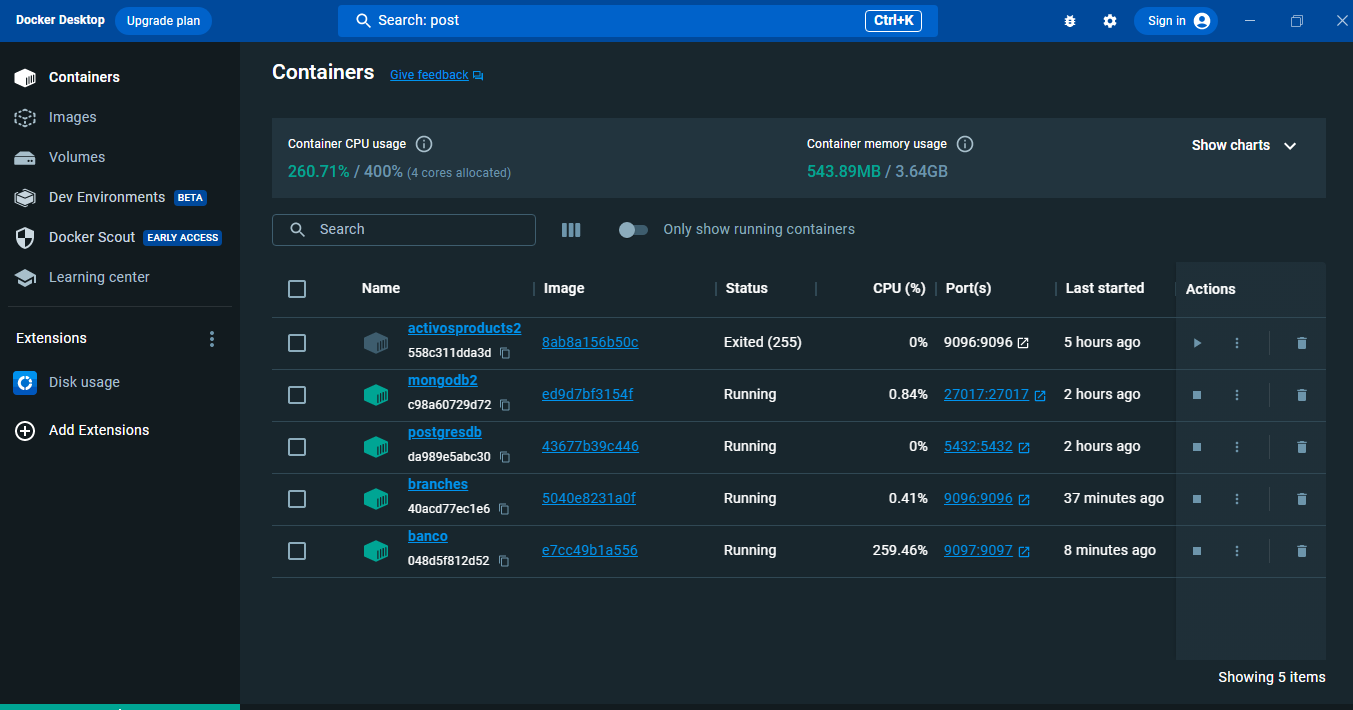 Docker Desktop Upgrade plan Search: post Ctrl+K Sign in
Containers
Images
Volumes
Dev Environments BETA
Docker Scout EARLY ACCESS
Learning center
Extensions
Disk usage
Add Extensions
Containers Give feedback
Container CPU usage
260.71% / 400% (4 cores allocated)
Container memory usage
543.89MB / 3.64GB
Show charts
Search Only show running containers
Name Image Status CPU (%) Port(s) Last started Actions
activosproducts2
558c311dda3d 8ab8a156b50c Exited (255) 0% 9096:9096 5 hours ago
mongodb2
c98a60729d72 ed9d7bf3154f Running 0.84% 27017:27017 2 hours ago
postgresdb
da989e5abc30 43677b39c446 Running 0% 5432:5432 2 hours ago
branches
40acd77ec1e6 5040e8231a0f Running 0.41% 9096:9096 37 minutes ago
banco
048d5f812d52 e7cc49b1a556 Running 259.46% 9097:9097 8 minutes ago
Showing 5 items